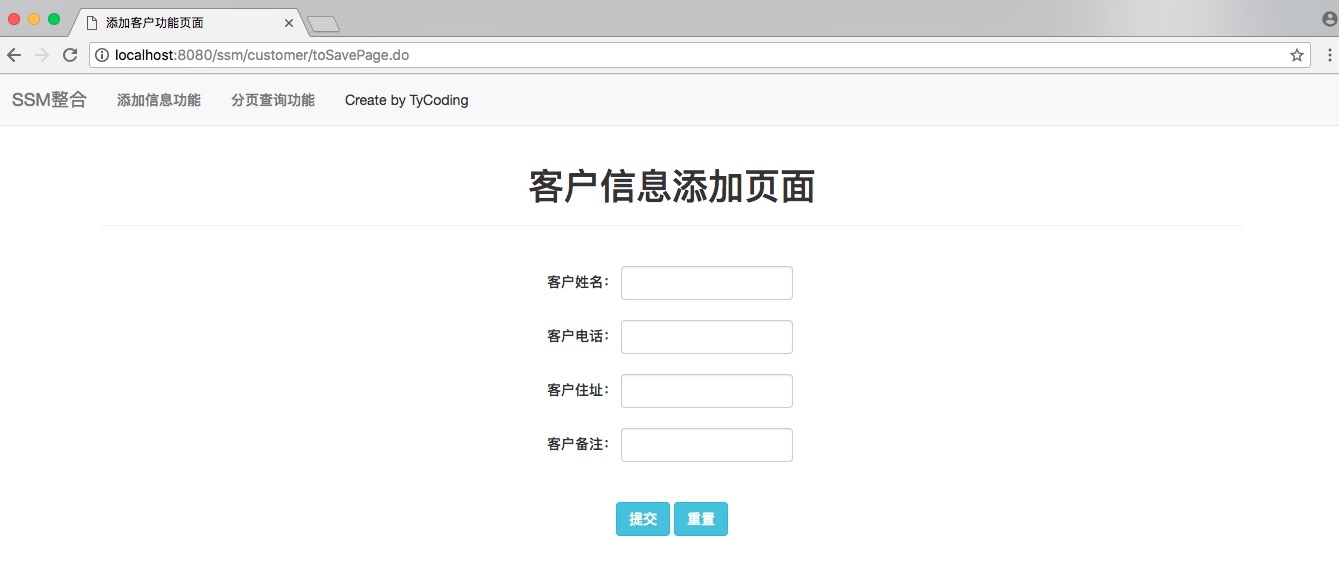 添加客户功能页面
localhost:8080/ssm/customer/toSavePage.do
SSM整合 添加信息功能 分页查询功能 Create by TyCoding
客户信息添加页面
客户姓名：
客户电话：
客户住址：
客户备注：
提交 重置